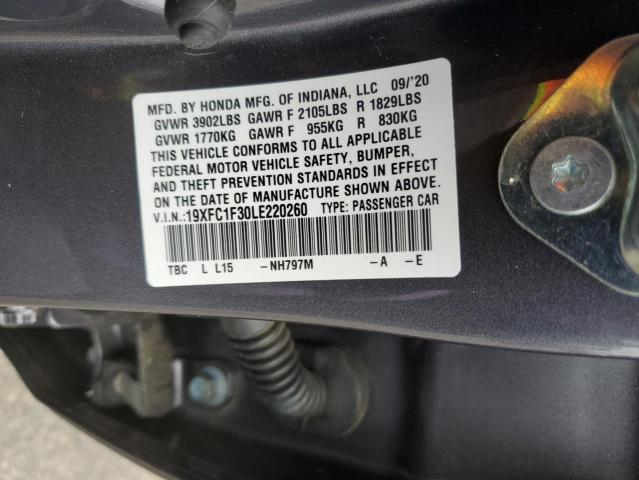 MFD. BY HONDA MFG. OF INDIANA, LLC 09/'20
GVWR 3902LBS GAWR F 2105LBS R 1829LBS
GVWR 1770KG GAWR F 955KG R 830KG
THIS VEHICLE CONFORMS TO ALL APPLICABLE
FEDERAL MOTOR VEHICLE SAFETY, BUMPER,
AND THEFT PREVENTION STANDARDS IN EFFECT
ON THE DATE OF MANUFACTURE SHOWN ABOVE.
V.I.N.:19XFC1F30LE220260 TYPE: PASSENGER CAR
TBC L L15 -NH797M -A -E